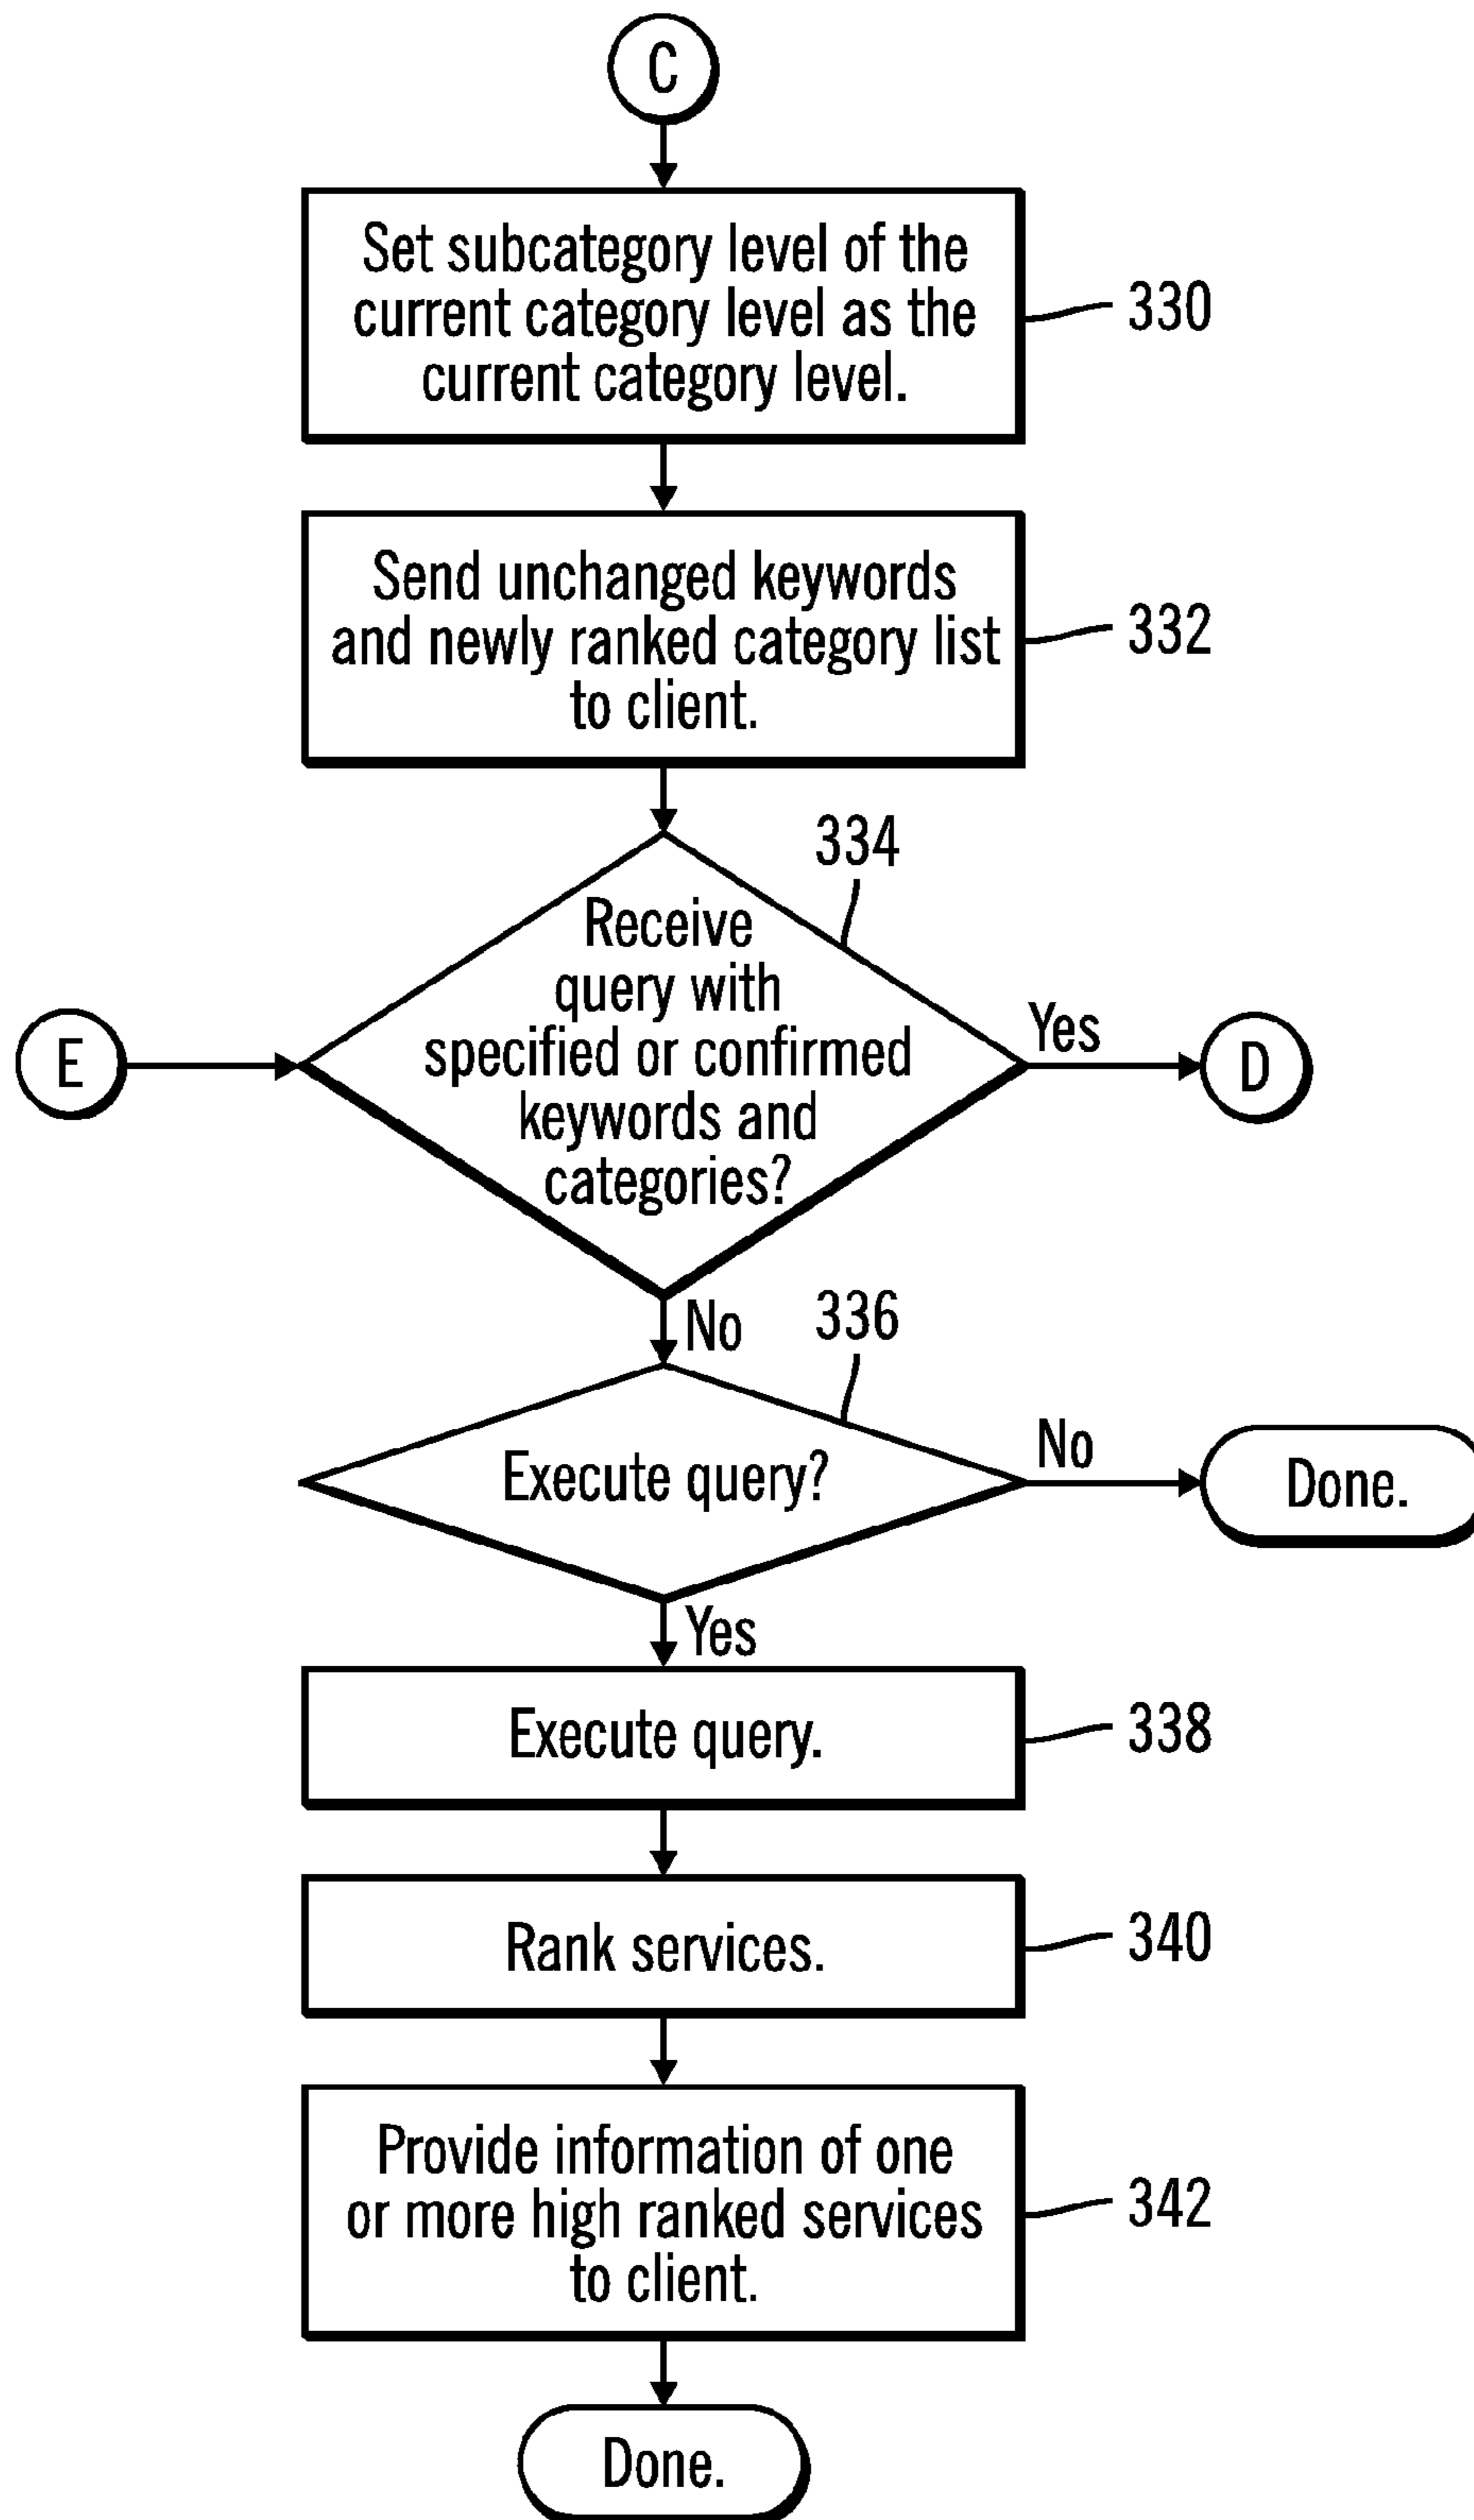 C
Set subcategory level of the
current category level as the
current category level.
330
Send unchanged keywords
and newly ranked category list
to client.
332
334
Receive
query with
specified or confirmed
keywords and
categories?
E
Yes
D
No
336
Execute query?
No
Done.
Yes
Execute query.
338
Rank services.
340
Provide information of one
or more high ranked services
to client.
342
Done.